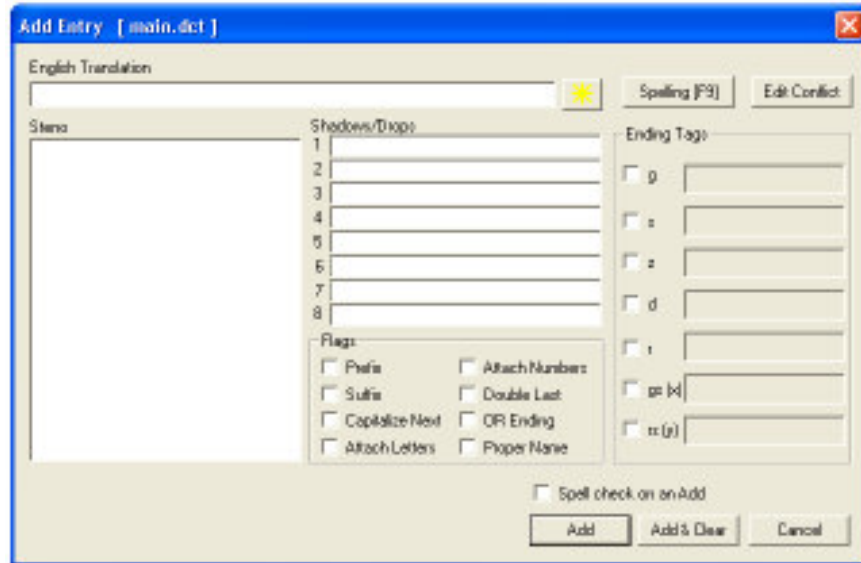 Add Entry [ main.dct ]
English Translation
Spelling [F9]
Edit Conflict
Steno
Shadows/Drops
1
2
3
4
5
6
7
8
Ending Tags
g
s
z
d
r
gs (x)
Flags
Prefix
Attach Numbers
Suffix
Double Last
Capitalize Next
OR Ending
Attach Letters
Proper Name
Spell check on an Add
Add
Add & Clear
Cancel